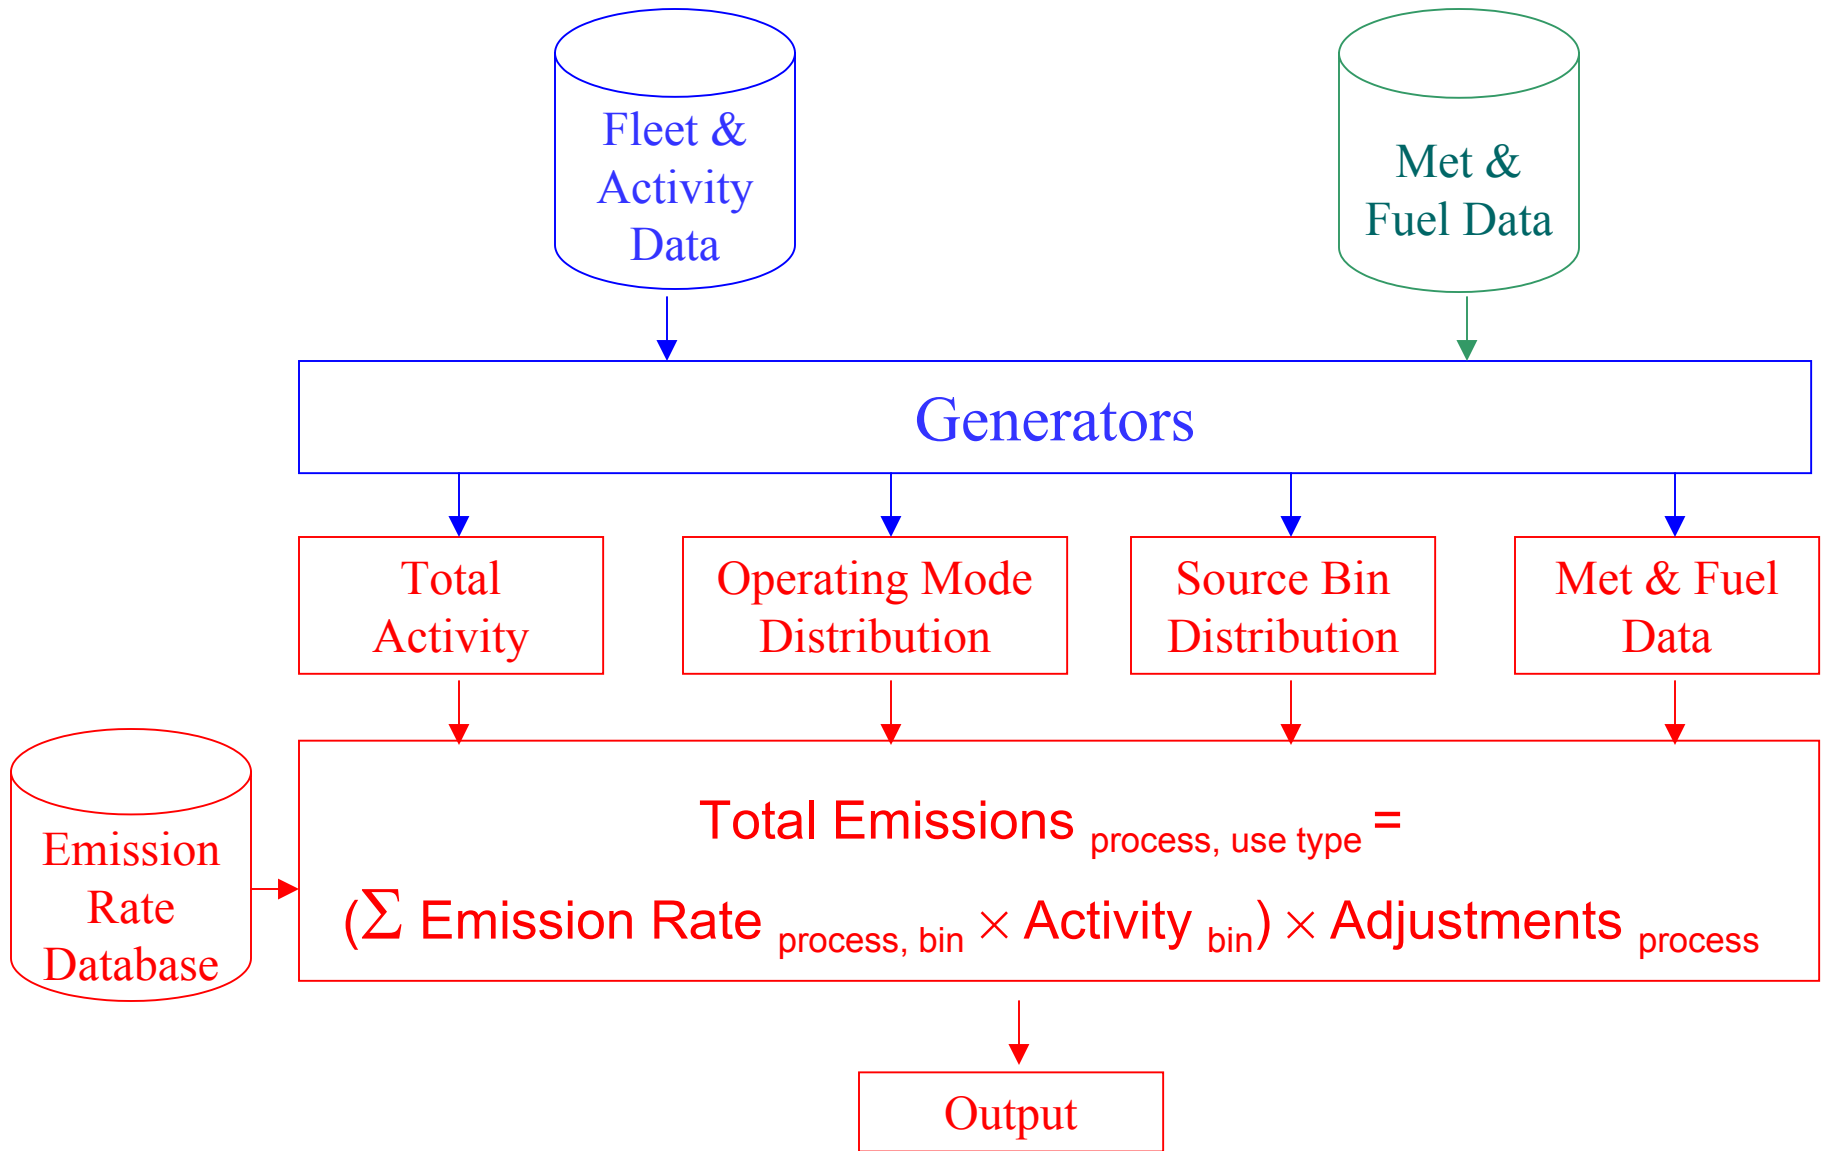 Fleet &
Activity
Data
Met &
Fuel Data
Generators
Total
Activity
Operating Mode
Distribution
Source Bin
Distribution
Met & Fuel
Data
Emission
Rate
Database
Total Emissions process, use type =
(Σ Emission Rate process, bin × Activity bin) × Adjustments process
Output